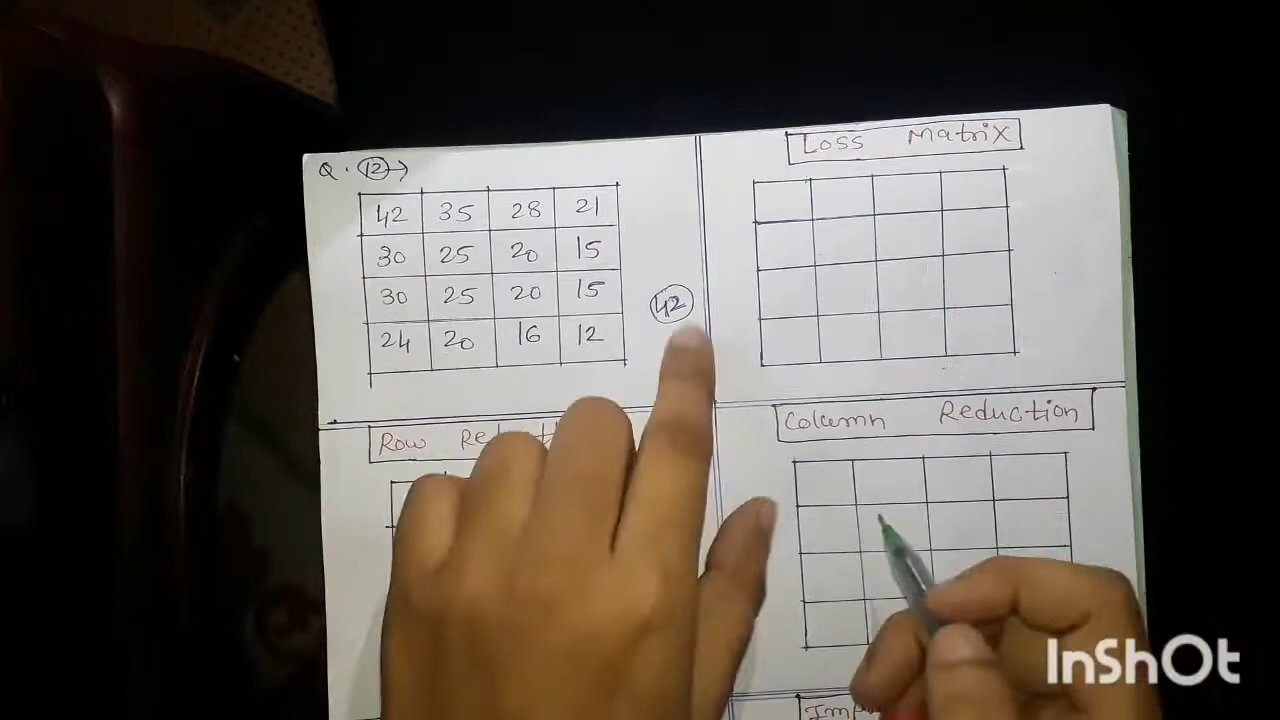 Q. 12 →
42 35 28 21
30 25 20 15
30 25 20 15
24 20 16 12
42
Loss Matrix
Row
Column Reduction
InShOt